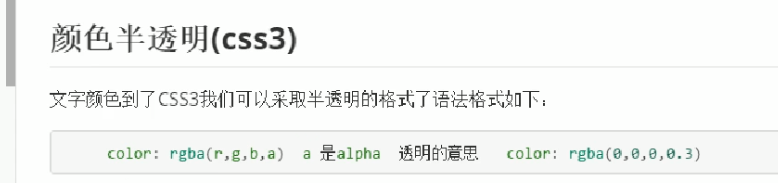 颜色半透明(css3)
文字颜色到了CSS3我们可以采取半透明的格式了语法格式如下：
color: rgba(r,g,b,a)  a 是alpha  透明的意思  color: rgba(0,0,0,0.3)